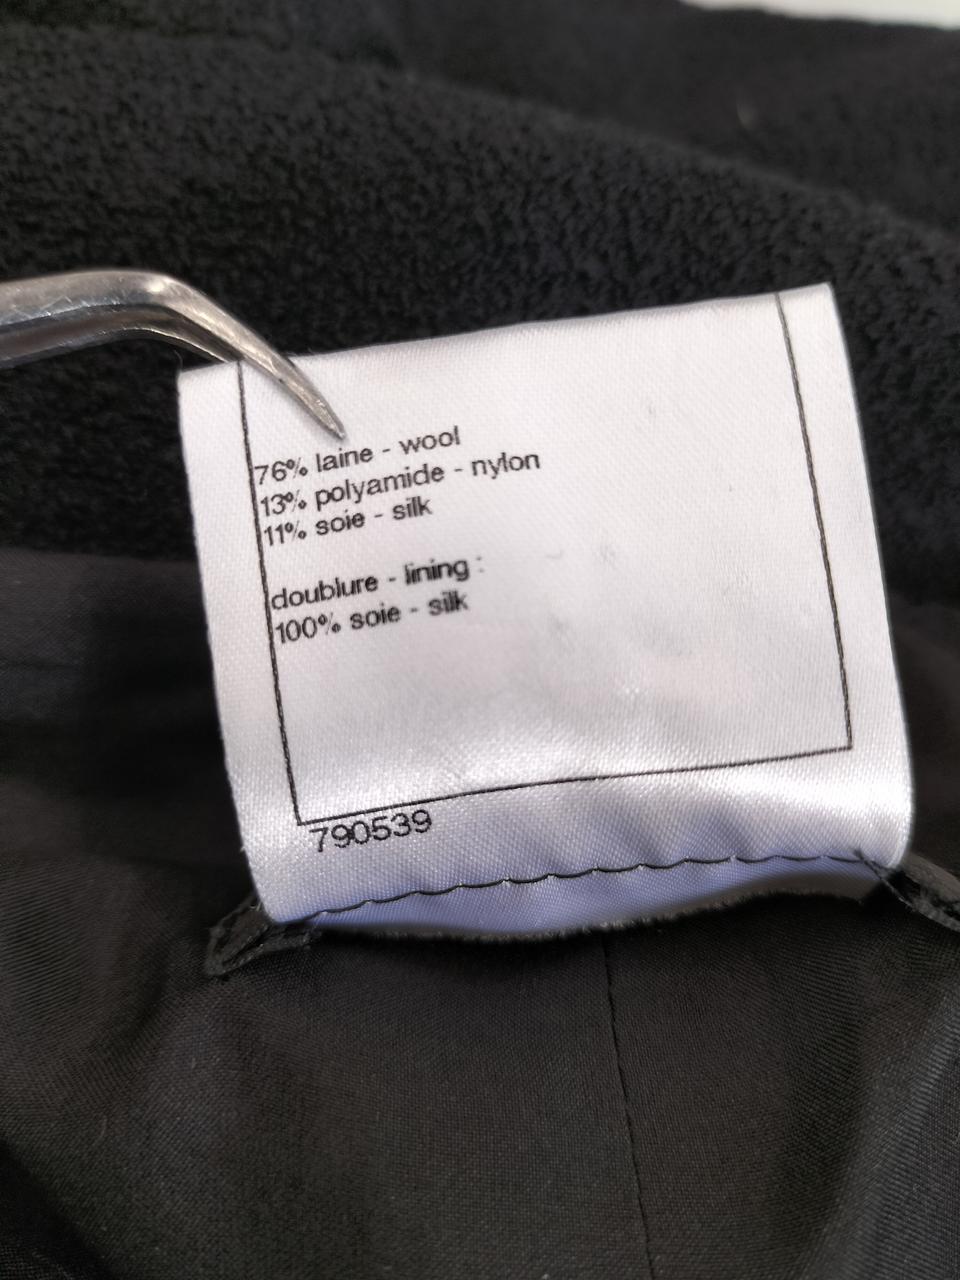 76% laine - wool
13% polyamide - nylon
11% soie - silk
doublure - lining :
100% soie - silk
790539